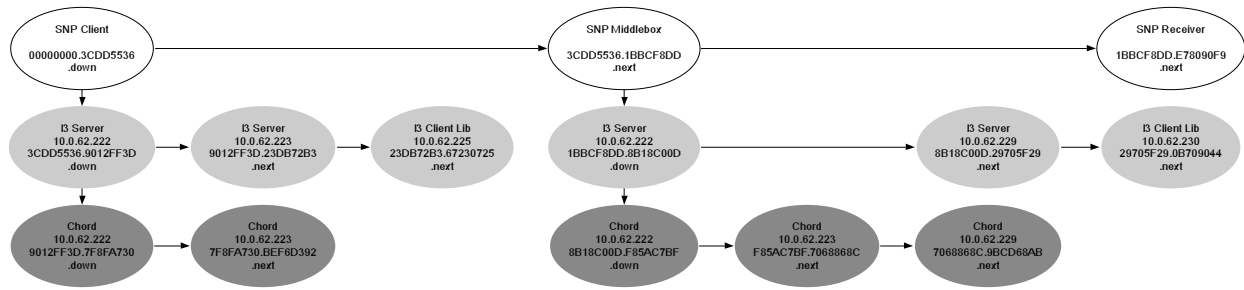 SNP Client
00000000.3CDD5536
.down
SNP Middlebox
3CDD5536.1BBCF8DD
.next
SNP Receiver
1BBCF8DD.E78090F9
.next
I3 Server
10.0.62.222
3CDD5536.9012FF3D
.down
I3 Server
10.0.62.223
9012FF3D.23DB72B3
.next
I3 Client Lib
10.0.62.225
23DB72B3.67230725
.next
I3 Server
10.0.62.222
1BBCF8DD.8B18C00D
.down
I3 Server
10.0.62.229
8B18C00D.29705F29
.next
I3 Client Lib
10.0.62.230
29705F29.0B709044
.next
Chord
10.0.62.222
9012FF3D.7F8FA730
.down
Chord
10.0.62.223
7F8FA730.BEF6D392
.next
Chord
10.0.62.222
8B18C00D.F85AC7BF
.down
Chord
10.0.62.223
F85AC7BF.7068868C
.next
Chord
10.0.62.229
7068868C.9BCD68AB
.next